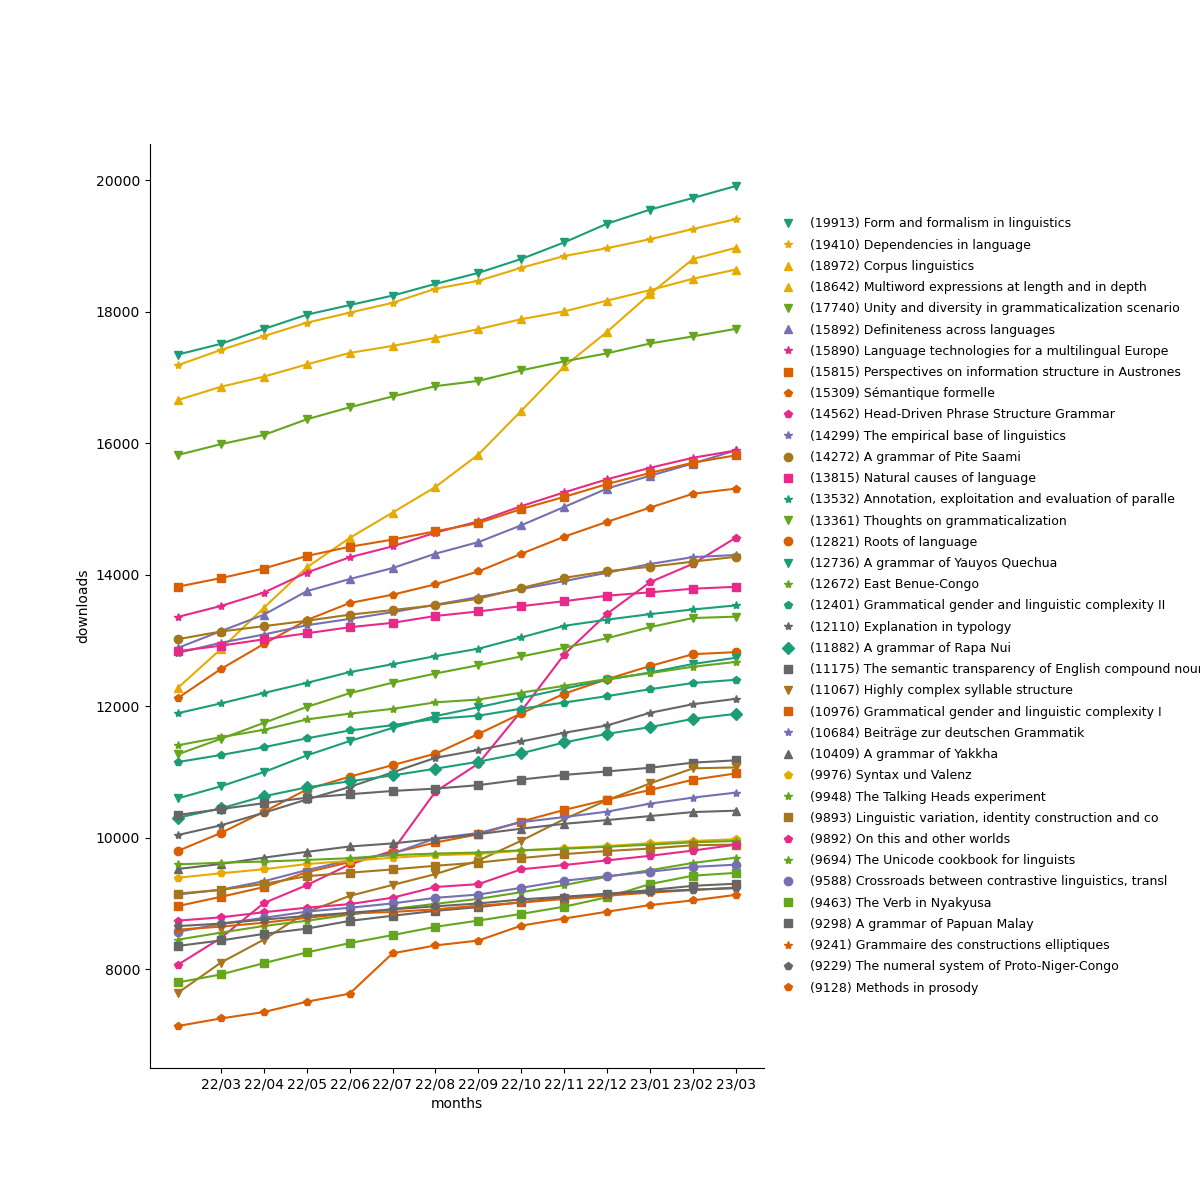 20000
18000
16000
14000
12000
10000
8000
downloads
22/03 22/04 22/05 22/06 22/07 22/08 22/09 22/10 22/11 22/12 23/01 23/02 23/03
months
(19913) Form and formalism in linguistics
(19410) Dependencies in language
(18972) Corpus linguistics
(18642) Multiword expressions at length and in depth
(17740) Unity and diversity in grammaticalization scenario
(15892) Definiteness across languages
(15890) Language technologies for a multilingual Europe
(15815) Perspectives on information structure in Austrones
(15309) Sémantique formelle
(14562) Head-Driven Phrase Structure Grammar
(14299) The empirical base of linguistics
(14272) A grammar of Pite Saami
(13815) Natural causes of language
(13532) Annotation, exploitation and evaluation of paralle
(13361) Thoughts on grammaticalization
(12821) Roots of language
(12736) A grammar of Yauyos Quechua
(12672) East Benue-Congo
(12401) Grammatical gender and linguistic complexity II
(12110) Explanation in typology
(11882) A grammar of Rapa Nui
(11175) The semantic transparency of English compound nour
(11067) Highly complex syllable structure
(10976) Grammatical gender and linguistic complexity I
(10684) Beiträge zur deutschen Grammatik
(10409) A grammar of Yakkha
(9976) Syntax und Valenz
(9948) The Talking Heads experiment
(9893) Linguistic variation, identity construction and co
(9892) On this and other worlds
(9694) The Unicode cookbook for linguists
(9588) Crossroads between contrastive linguistics, transl
(9463) The Verb in Nyakyusa
(9298) A grammar of Papuan Malay
(9241) Grammaire des constructions elliptiques
(9229) The numeral system of Proto-Niger-Congo
(9128) Methods in prosody